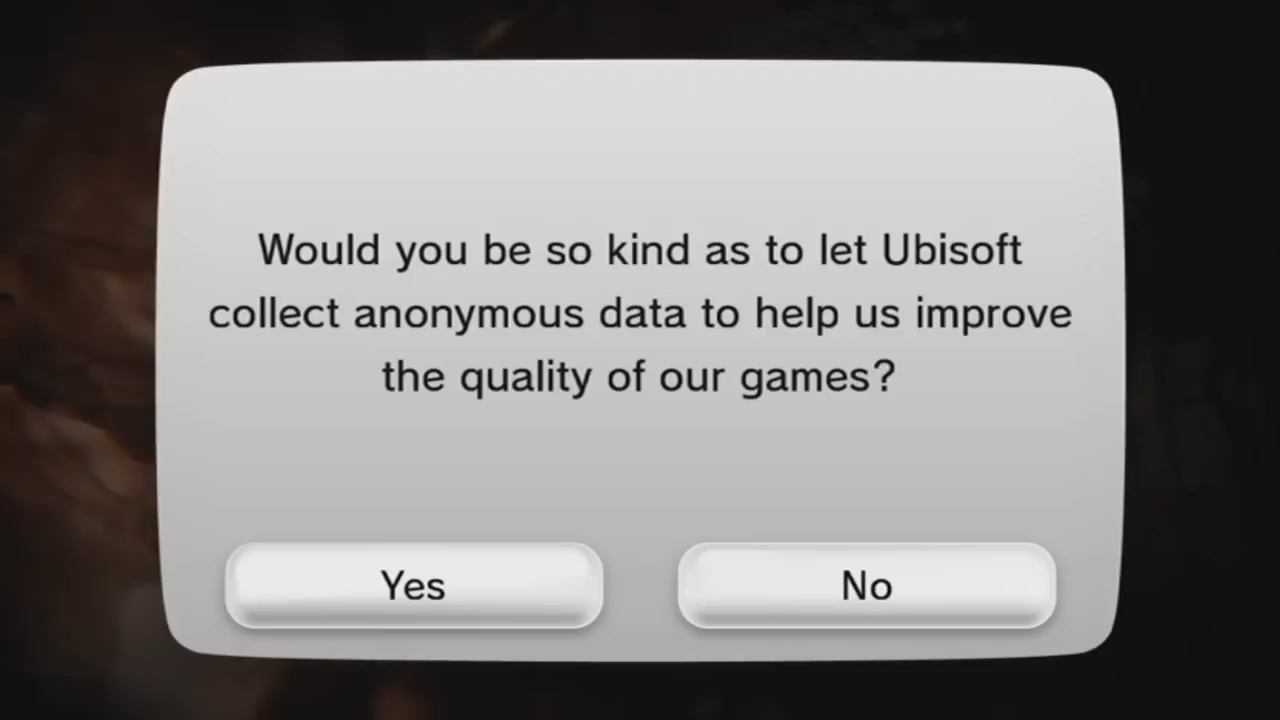 Would you be so kind as to let Ubisoft
collect anonymous data to help us improve
the quality of our games?
Yes
No